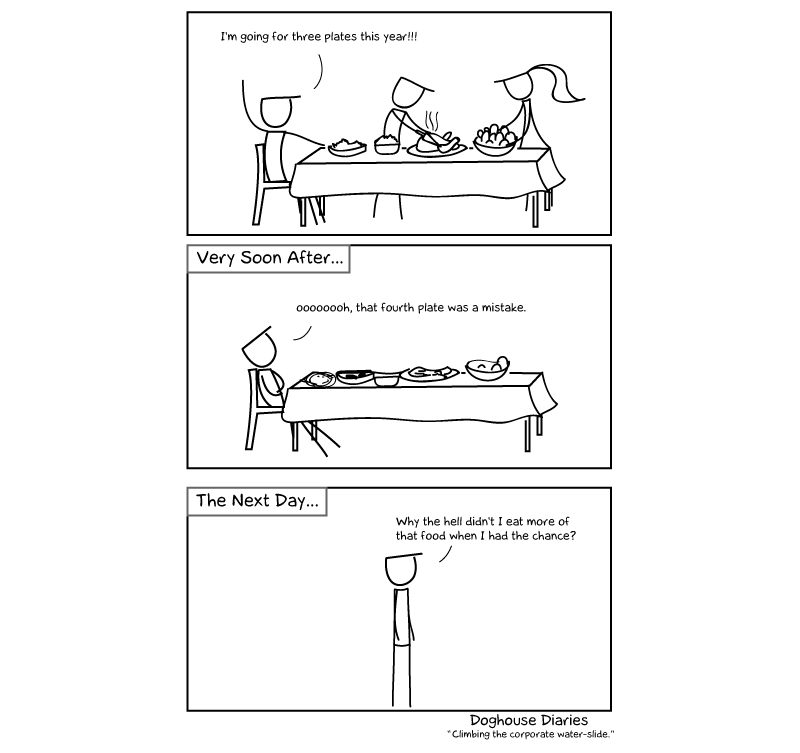 I'm going for three plates this year!!!
Very Soon After...
oooooooh, that fourth plate was a mistake.
The Next Day...
Why the hell didn't I eat more of
that food when I had the chance?
Doghouse Diaries
"Climbing the corporate water-slide."